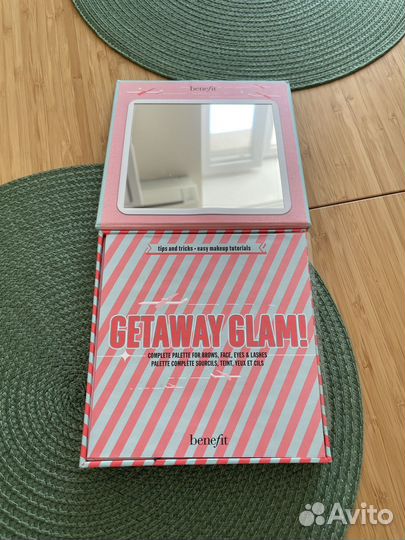 benefit
tips and tricks • easy makeup tutorials
GETAWAY GLAM!
COMPLETE PALETTE FOR BROWS, FACE, EYES & LASHES
PALETTE COMPLÈTE SOURCILS, TEINT, YEUX ET CILS
benefit
Avito